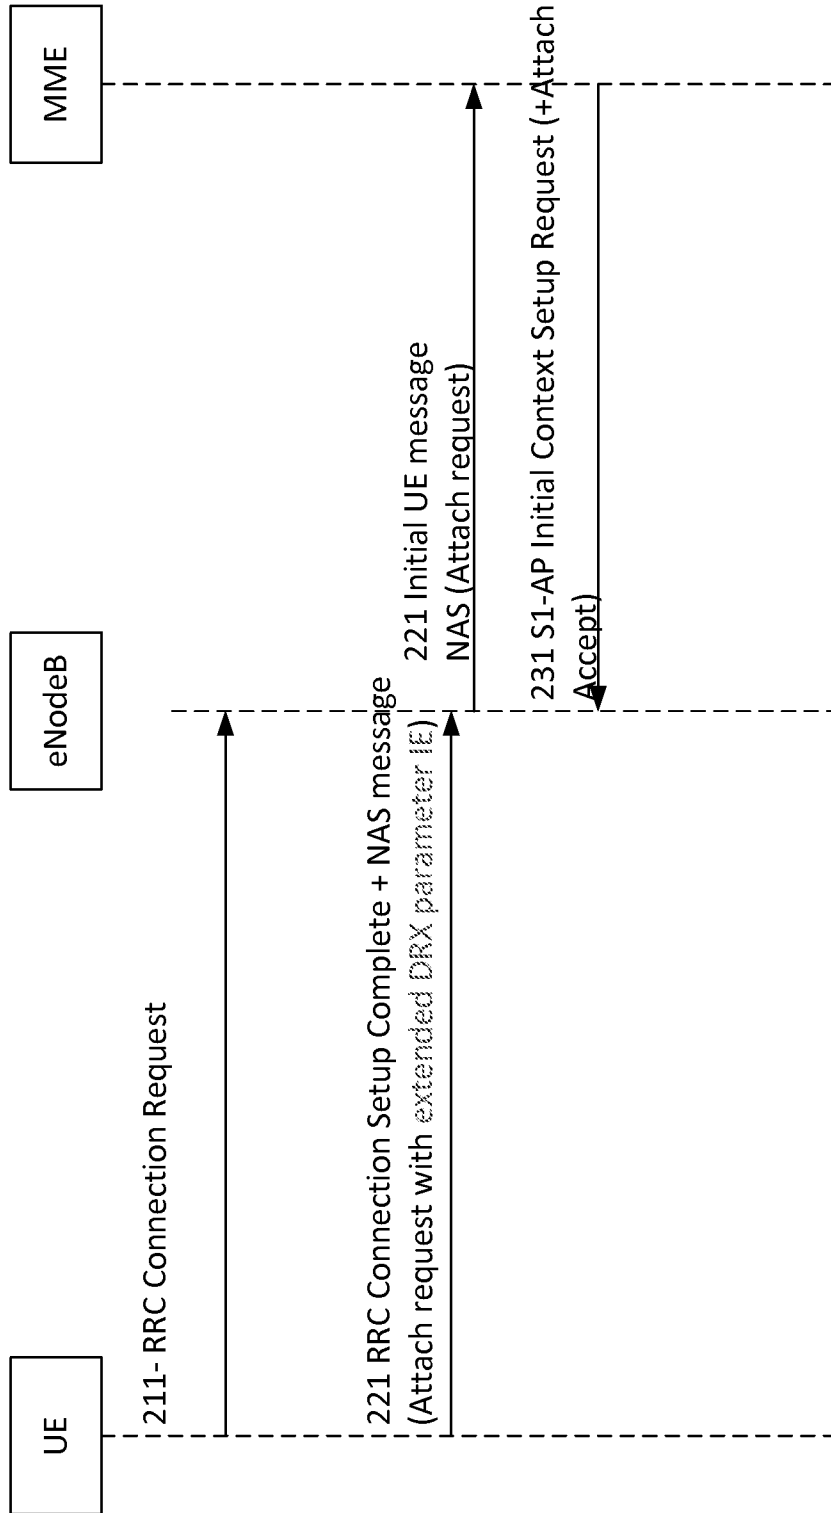 UE
eNodeB
MME
211- RRC Connection Request
221 RRC Connection Setup Complete + NAS message
(Attach request with extended DRX parameter IE)
221 Initial UE message
NAS (Attach request)
231 S1-AP Initial Context Setup Request (+Attach
Accept)